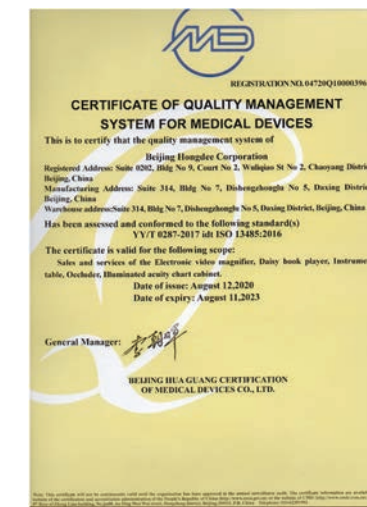 MD
REGISTRATION NO. 04720Q10000396
CERTIFICATE OF QUALITY MANAGEMENT
SYSTEM FOR MEDICAL DEVICES
This is to certify that the quality management system of
Beijing Hongdee Corporation
Registered Address: Suite 0202, Bldg No 9, Court No 2, Wuliqiao St No 2, Chaoyang Distri
Beijing, China
Manufacturing Address: Suite 314, Bldg No 7, Dishengzhonglu No 5, Daxing Distri
Beijing, China
Warehouse address:Suite 314, Bldg No 7, Dishengzhonglu No 5, Daxing District, Beijing, China
Has been assessed and conformed to the following standard(s)
YY/T 0287-2017 idt ISO 13485:2016
The certificate is valid for the following scope:
Sales and services of the Electronic video magnifier, Daisy book player, Instrume
table, Occluder, Illuminated acuity chart cabinet.
Date of issue: August 12,2020
Date of expiry: August 11,2023
General Manager:
BEIJING HUA GUANG CERTIFICATION
OF MEDICAL DEVICES CO., LTD.